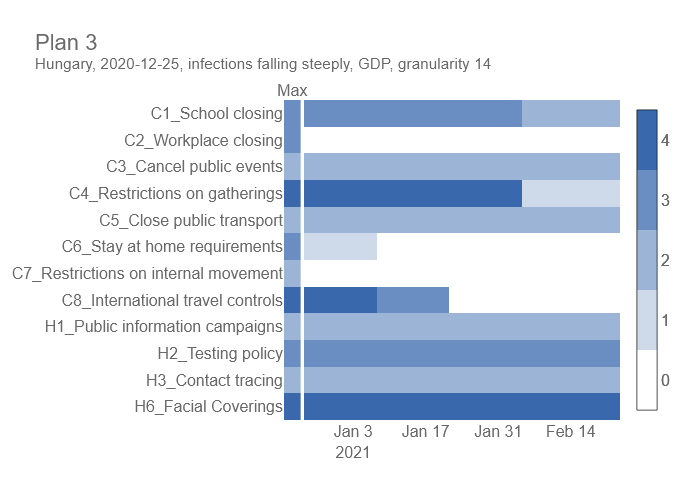 Plan 3
Hungary, 2020-12-25, infections falling steeply, GDP, granularity 14
Max
C1_School closing
C2_Workplace closing
C3_Cancel public events
C4_Restrictions on gatherings
C5_Close public transport
C6_Stay at home requirements
C7_Restrictions on internal movement
C8_International travel controls
H1_Public information campaigns
H2_Testing policy
H3_Contact tracing
H6_Facial Coverings
Jan 3 Jan 17 Jan 31 Feb 14
2021
4
3
2
1
0